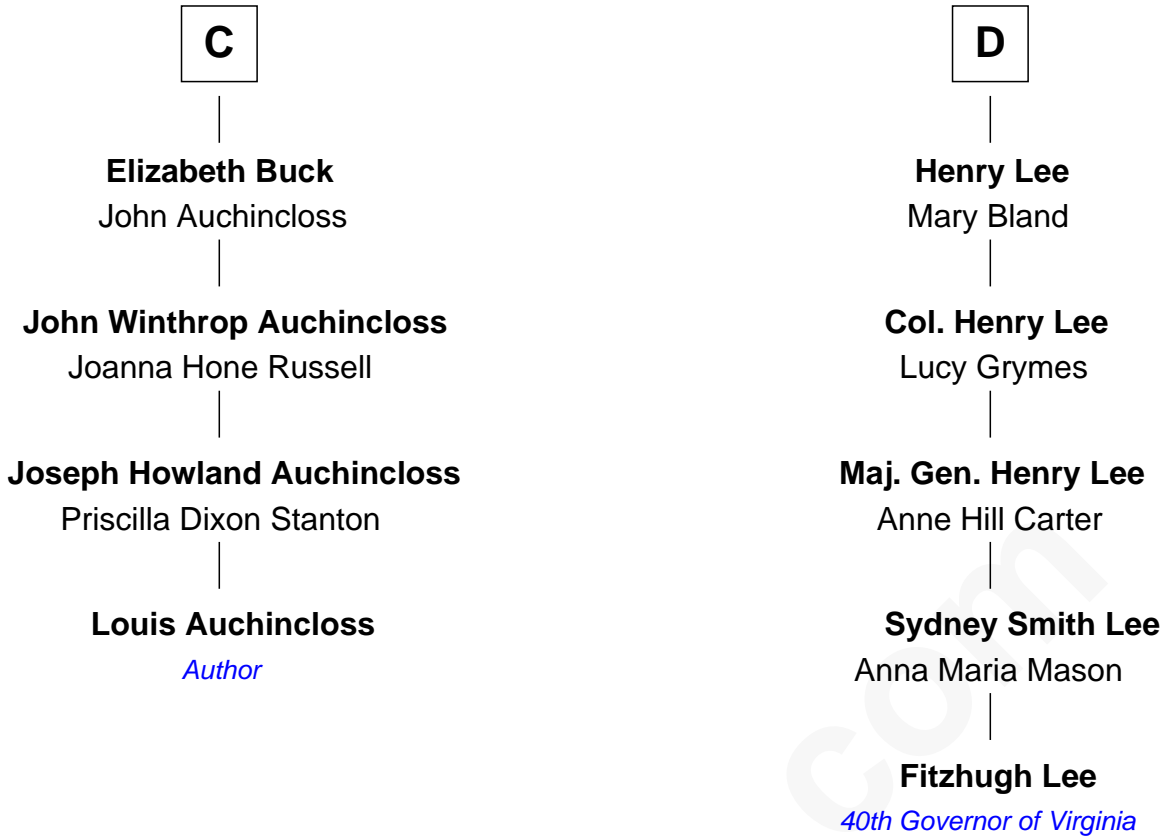 C
Elizabeth Buck
John Auchincloss
John Winthrop Auchincloss
Joanna Hone Russell
Joseph Howland Auchincloss
Priscilla Dixon Stanton
Louis Auchincloss
Author
D
Henry Lee
Mary Bland
Col. Henry Lee
Lucy Grymes
Maj. Gen. Henry Lee
Anne Hill Carter
Sydney Smith Lee
Anna Maria Mason
Fitzhugh Lee
40th Governor of Virginia
com